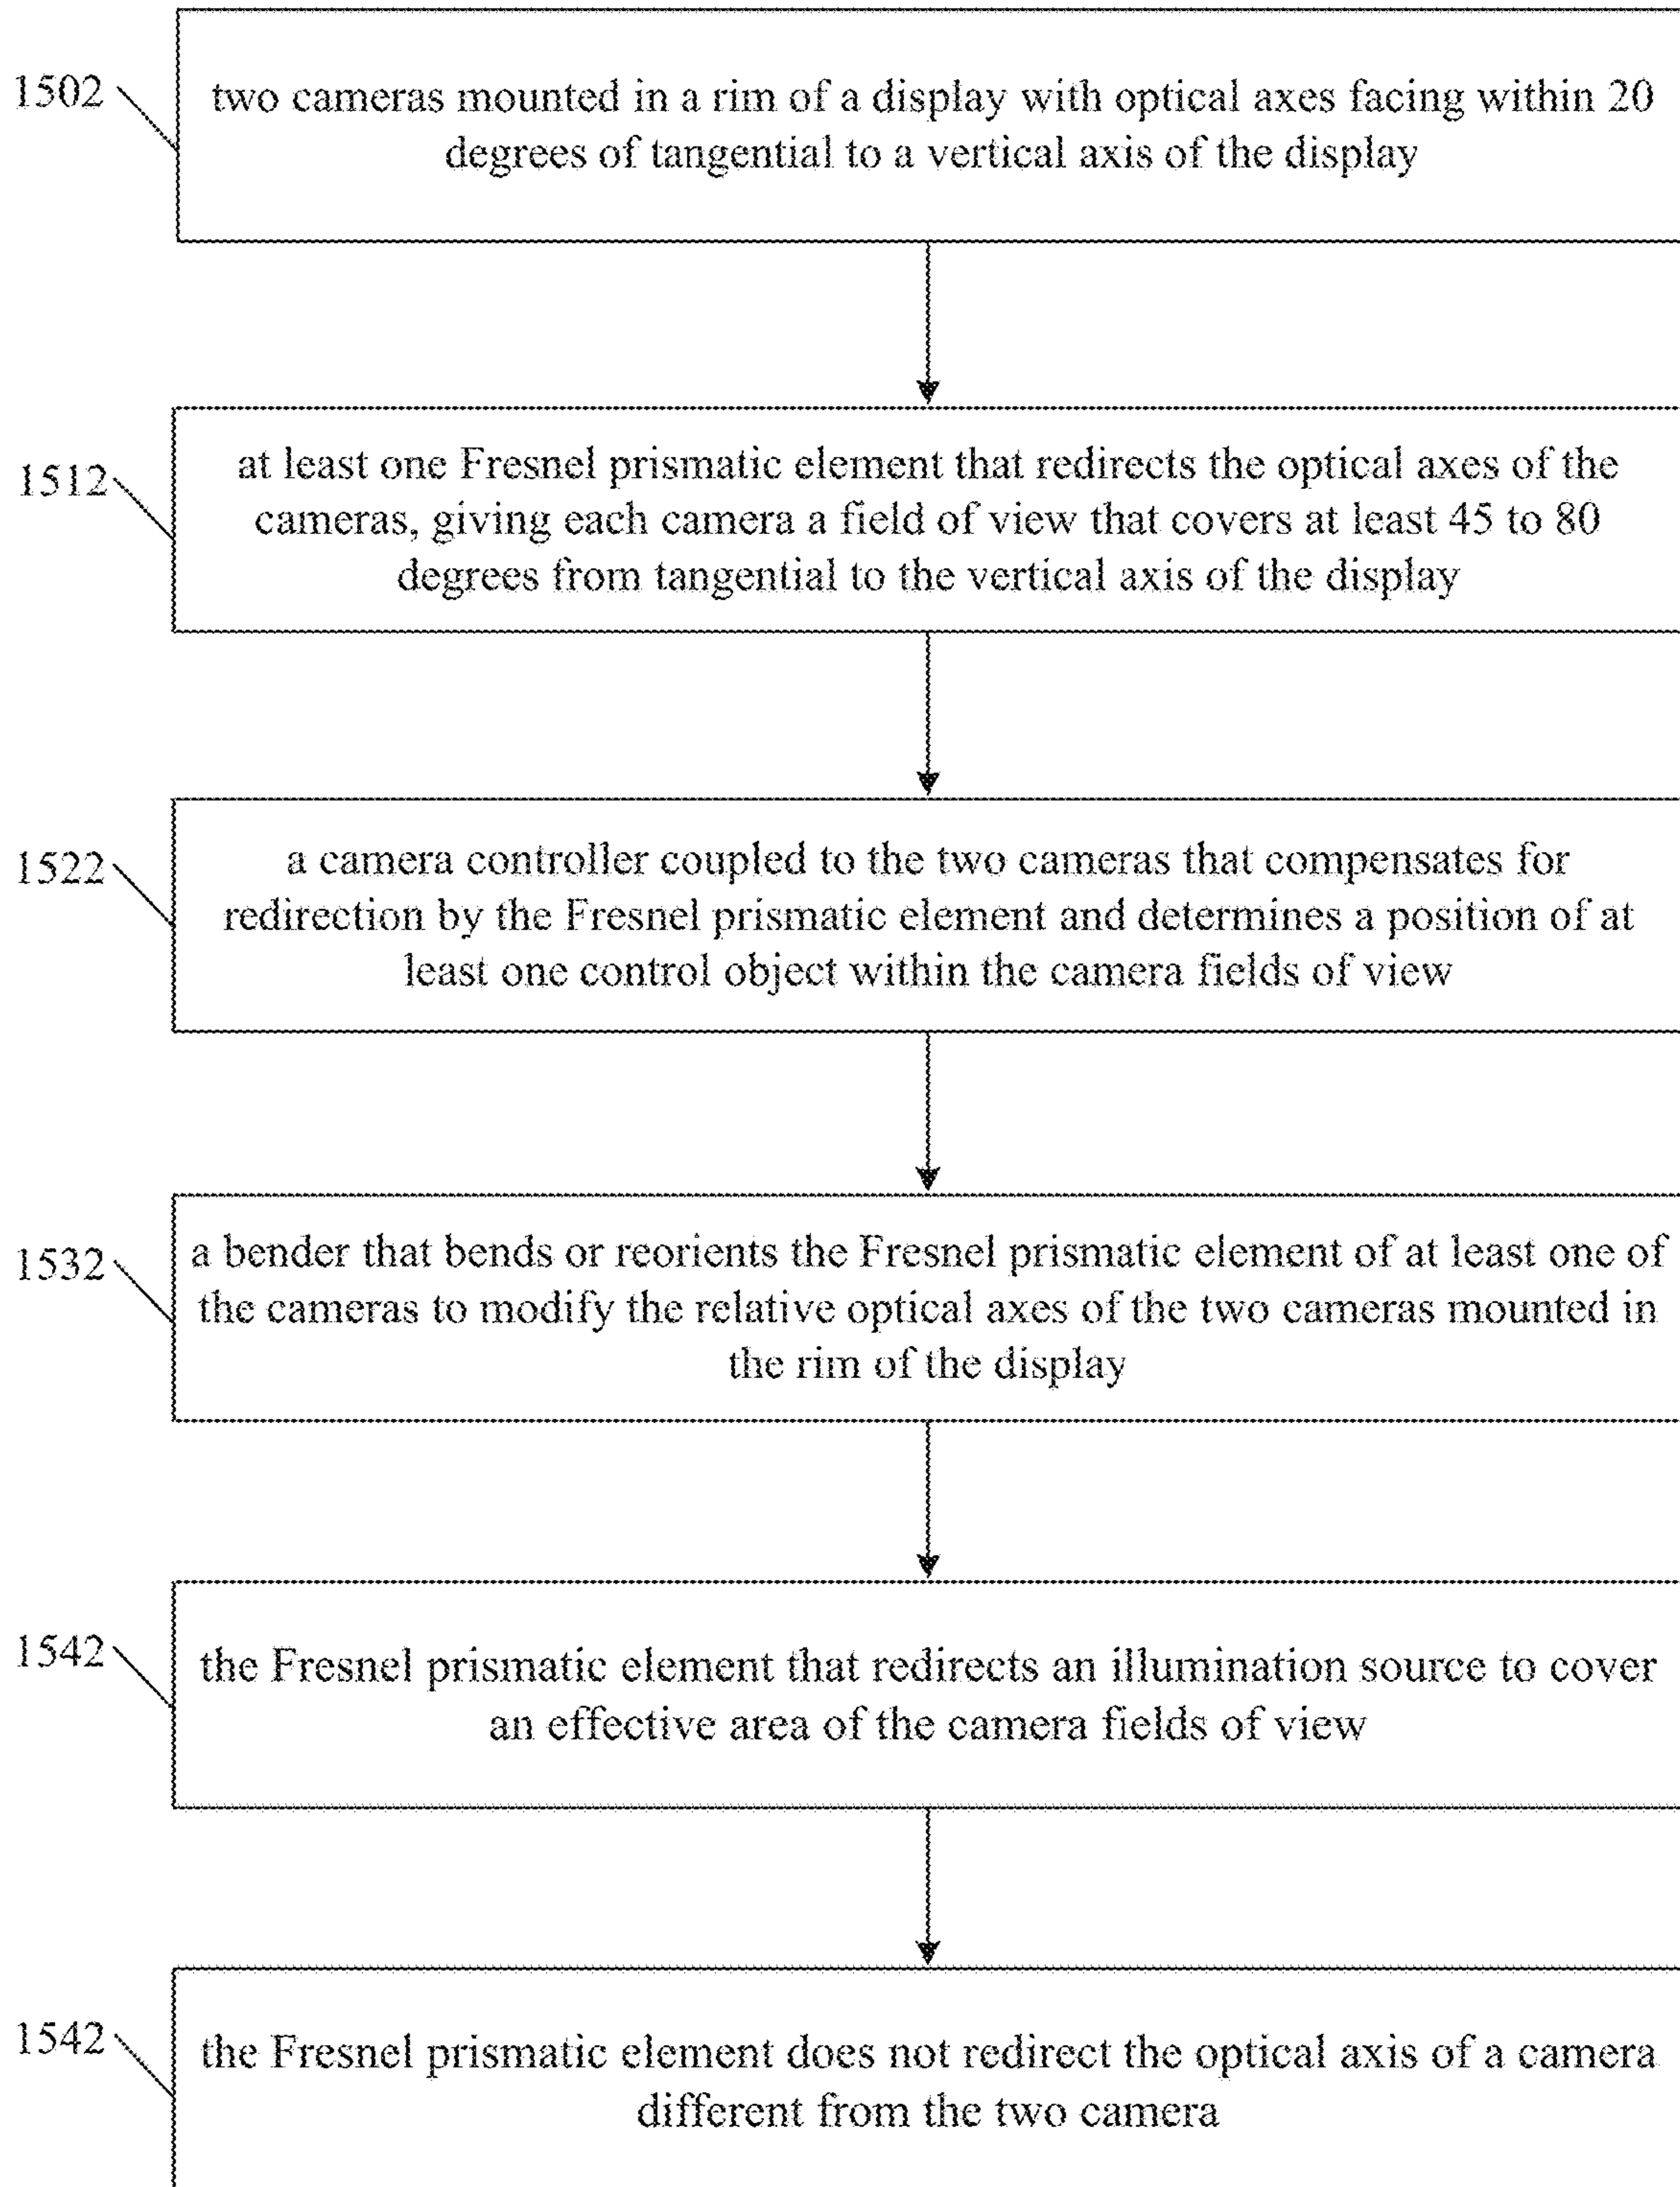 1502
two cameras mounted in a rim of a display with optical axes facing within 20
degrees of tangential to a vertical axis of the display
1512
at least one Fresnel prismatic element that redirects the optical axes of the
cameras, giving each camera a field of view that covers at least 45 to 80
degrees from tangential to the vertical axis of the display
1522
a camera controller coupled to the two cameras that compensates for
redirection by the Fresnel prismatic element and determines a position of at
least one control object within the camera fields of view
1532
a bender that bends or reorients the Fresnel prismatic element of at least one of
the cameras to modify the relative optical axes of the two cameras mounted in
the rim of the display
1542
the Fresnel prismatic element that redirects an illumination source to cover
an effective area of the camera fields of view
1542
the Fresnel prismatic element does not redirect the optical axis of a camera
different from the two camera